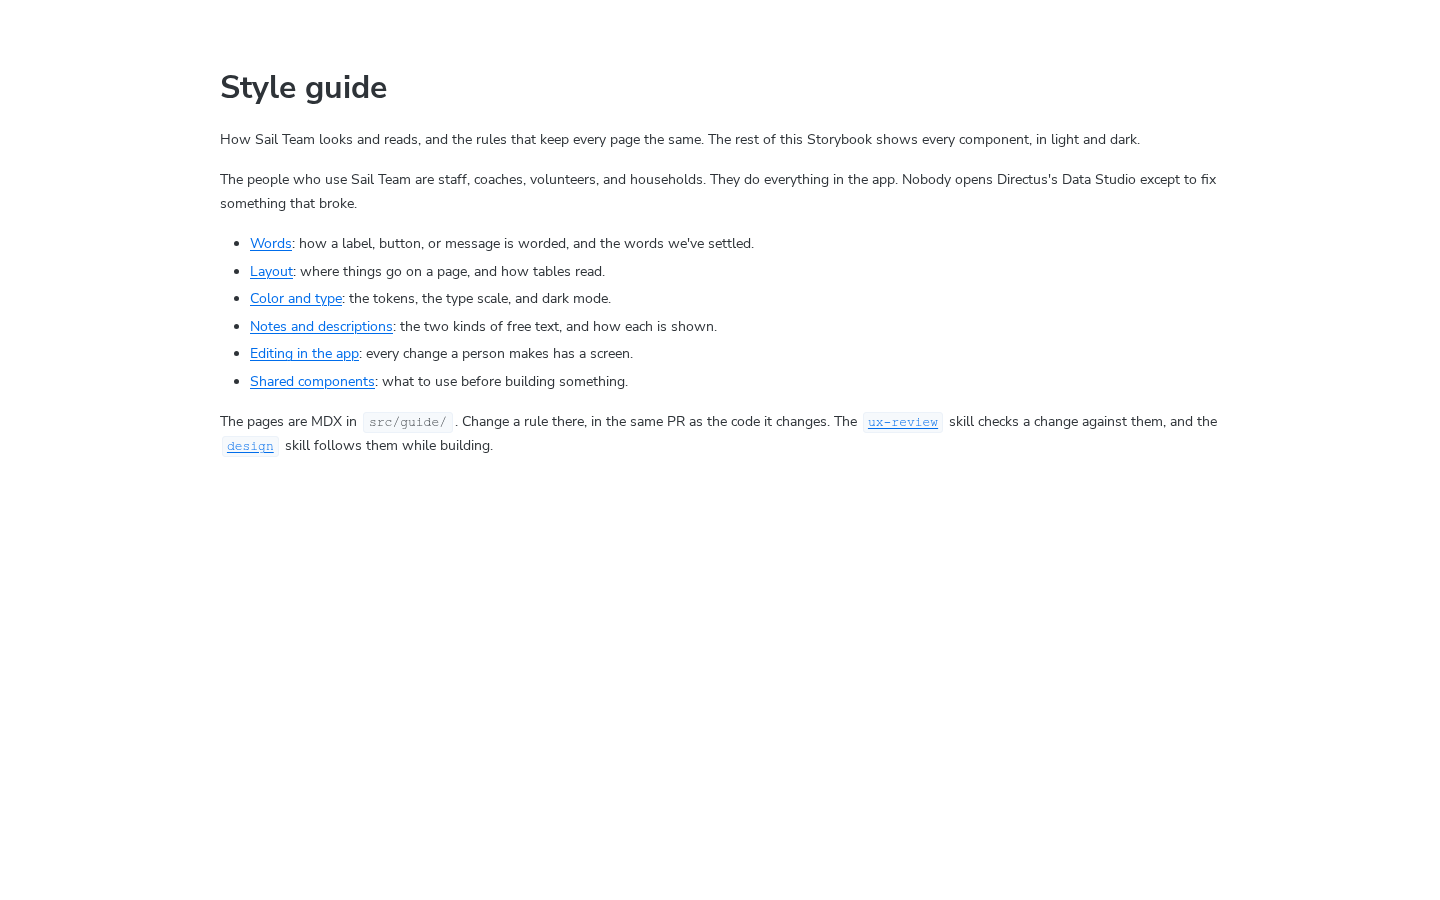 Style guide
How Sail Team looks and reads, and the rules that keep every page the same. The rest of this Storybook shows every component, in light and dark.
The people who use Sail Team are staff, coaches, volunteers, and households. They do everything in the app. Nobody opens Directus's Data Studio except to fix
something that broke.
Words: how a label, button, or message is worded, and the words we've settled.
Layout: where things go on a page, and how tables read.
Color and type: the tokens, the type scale, and dark mode.
Notes and descriptions: the two kinds of free text, and how each is shown.
Editing in the app: every change a person makes has a screen.
Shared components: what to use before building something.
The pages are MDX in src/guide/. Change a rule there, in the same PR as the code it changes. The ux-review skill checks a change against them, and the
design skill follows them while building.